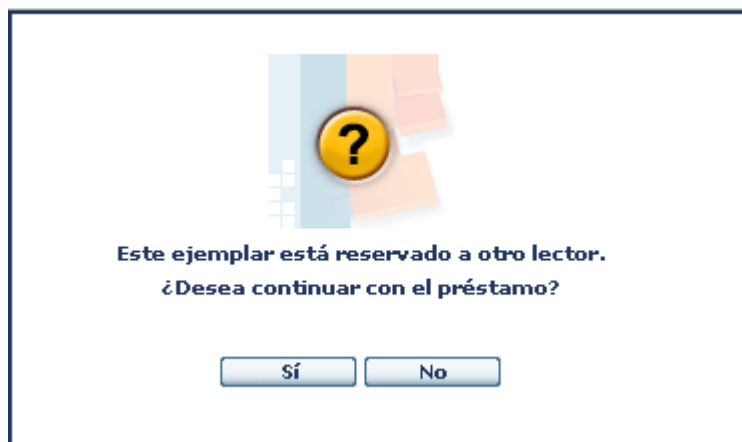 ?
Este ejemplar está reservado a otro lector.
¿Desea continuar con el préstamo?
Sí No